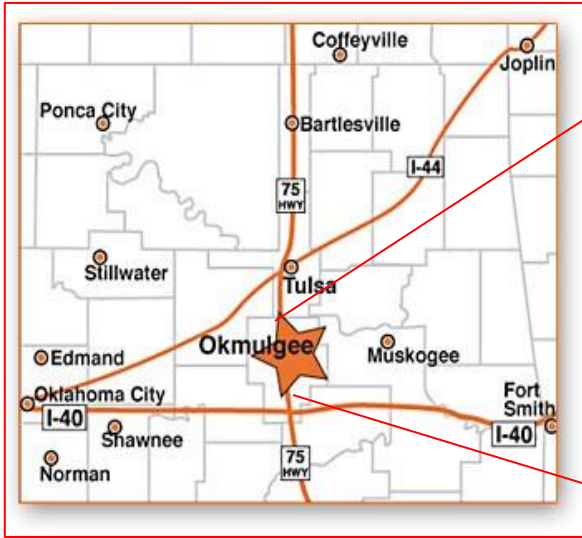 Coffeyville
Joplin
Ponca City
Bartlesville
I-44
75
HWY
Stillwater
Tulsa
Okmulgee
Edmand
Muskogee
Oklahoma City
Fort
Smith
I-40
Shawnee
I-40
75
HWY
Norman